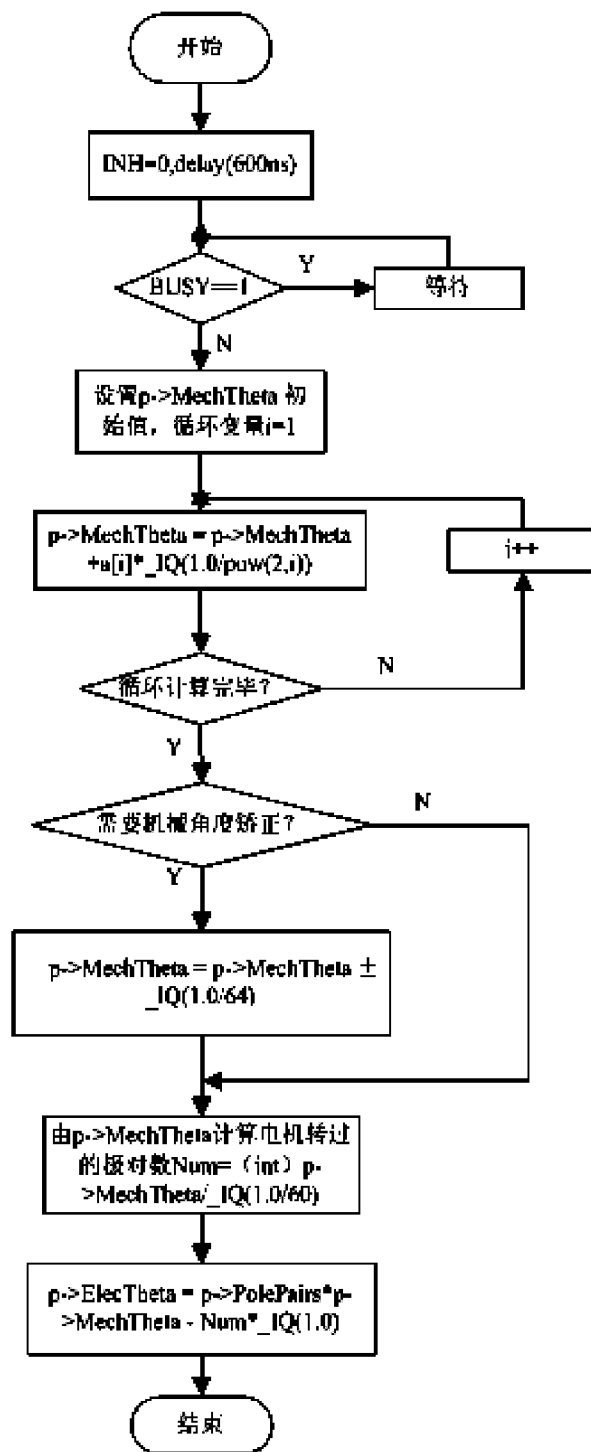 开始
INH=0,delay(600ns)
BUSY==1
Y
等待
N
设置p->MechTheta 初
始值，循环变量i=1
p->MechTheta = p->MechTheta
+a[i]*_IQ(1.0/pow(2,i))
i++
循环计算完毕?
N
Y
需要机械角度矫正?
N
Y
p->MechTheta = p->MechTheta ±
_IQ(1.0/64)
由p->MechTheta计算电机转过
的极对数Num=（int）p-
>MechTheta/_IQ(1.0/60)
p->ElecTheta = p->PolePairs*p-
>MechTheta - Num*_IQ(1.0)
结束